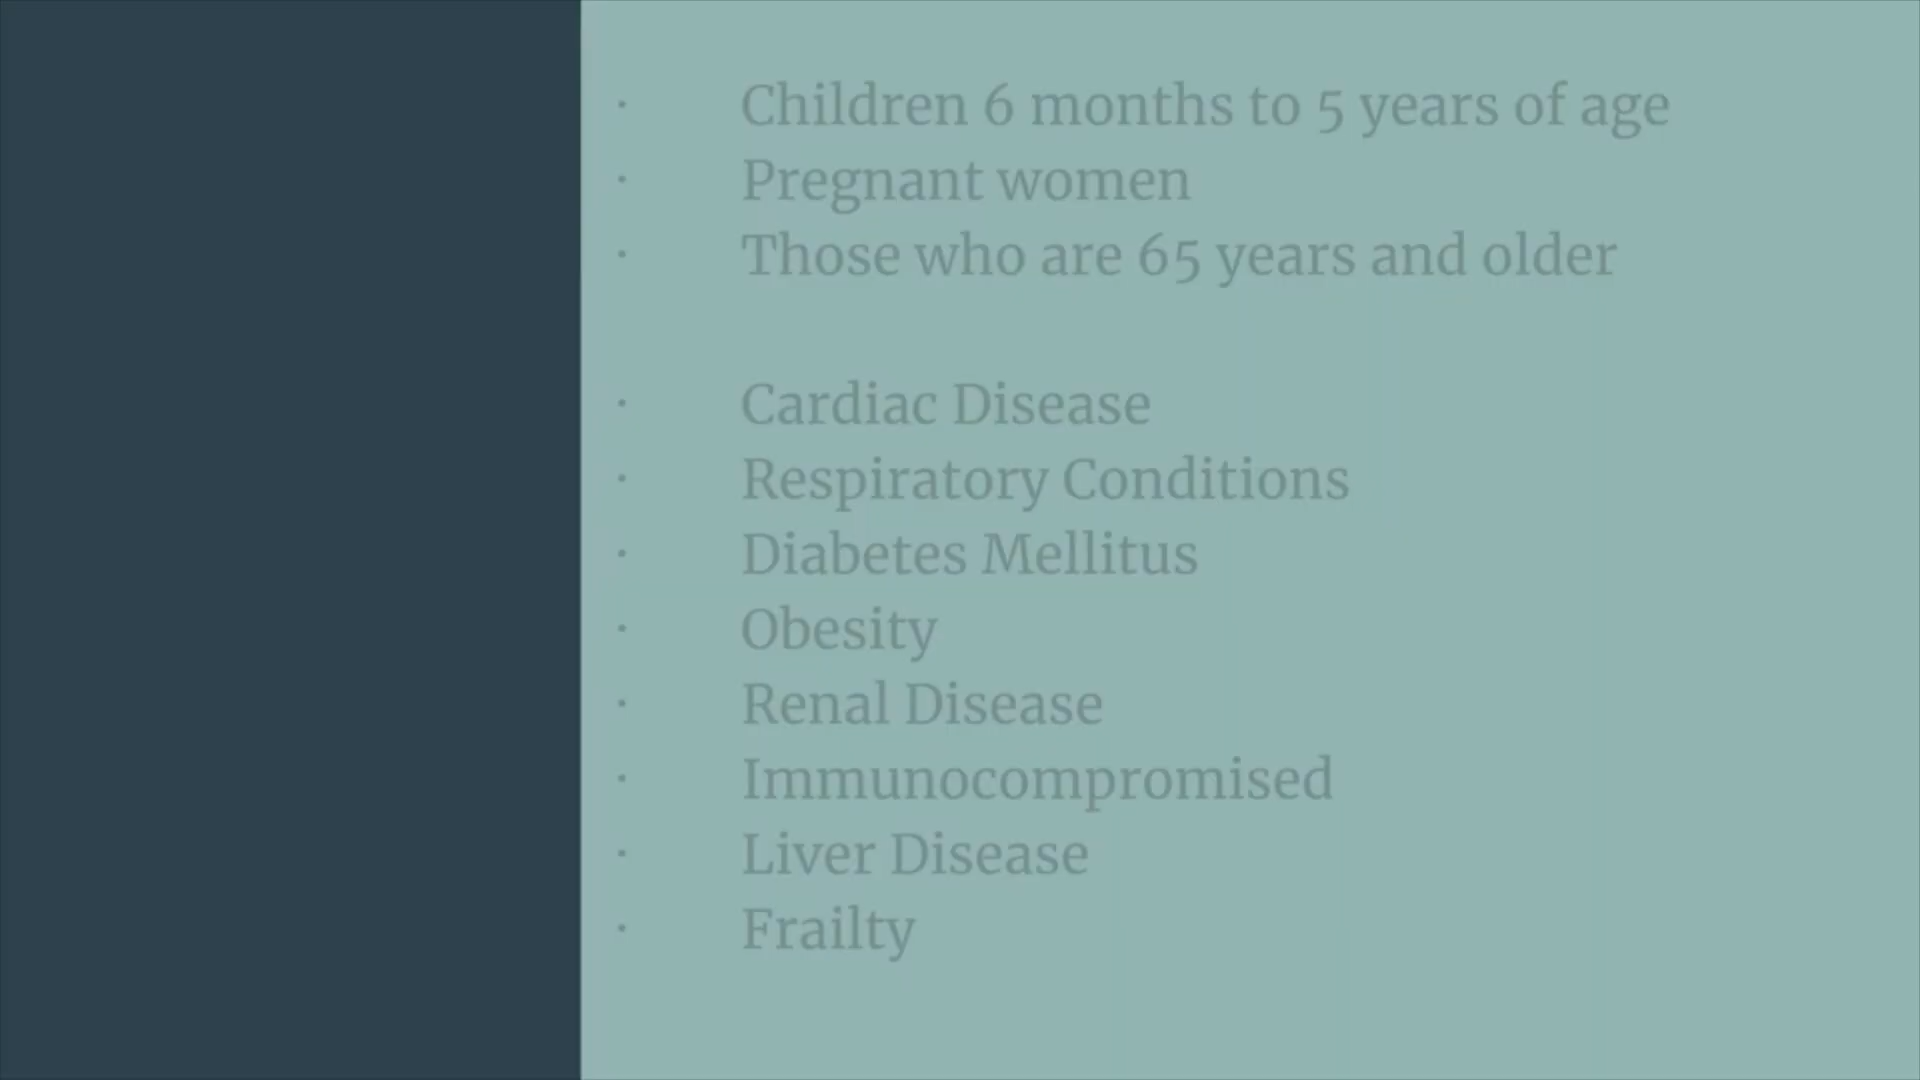 · Children 6 months to 5 years of age
· Pregnant women
· Those who are 65 years and older
· Cardiac Disease
· Respiratory Conditions
· Diabetes Mellitus
· Obesity
· Renal Disease
· Immunocompromised
· Liver Disease
· Frailty